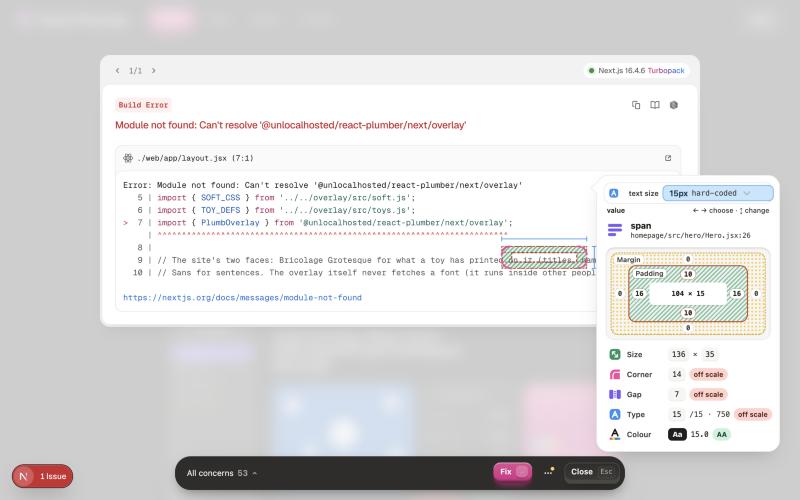 1/1
Next.js 16.4.6 Turbopack
Build Error
Module not found: Can't resolve '@unlocalhosted/react-plumber/next/overlay'
./web/app/layout.jsx (7:1)
Error: Module not found: Can't resolve '@unlocalhosted/react-plumber/next/overlay'
5 | import { SOFT_CSS } from '../../overlay/src/soft.js';
6 | import { TOY_DEFS } from '../../overlay/src/toys.js';
> 7 | import { PlumbOverlay } from '@unlocalhosted/react-plumber/next/overlay';
| ^^^^^^^^^^^^^^^^^^^^^^^^^^^^^^^^^^^^^^^^^^^^^^^^^^^^^^^^^^^^^^^^^^^^^^^^^
8 |
9 | // The site's two faces: Bricolage Grotesque for what a toy has printed on it (titles,
10 | // Sans for sentences. The overlay itself never fetches a font (it runs inside other peopl
https://nextjs.org/docs/messages/module-not-found
text size 15px hard-coded
value ←→ choose · ↕ change
span
homepage/src/hero/Hero.jsx:26
Margin 0
Padding 10
0 16 104 × 15 16 0
10
0
Size 136 × 35
Corner 14 off scale
Gap 7 off scale
Type 15 /15 · 750 off scale
Colour Aa 15.0 AA
All concerns 53
Fix
Close Esc
N 1 Issue